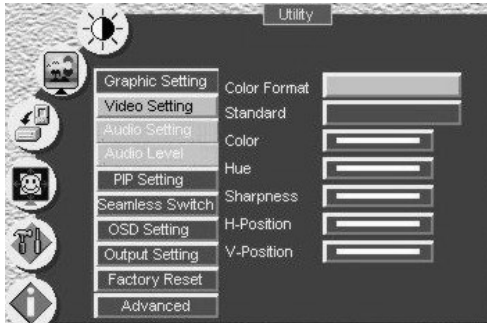 Utility
Graphic Setting
Video Setting
Audio Setting
Audio Level
PIP Setting
Seamless Switch
OSD Setting
Output Setting
Factory Reset
Advanced
Color Format
Standard
Color
Hue
Sharpness
H-Position
V-Position